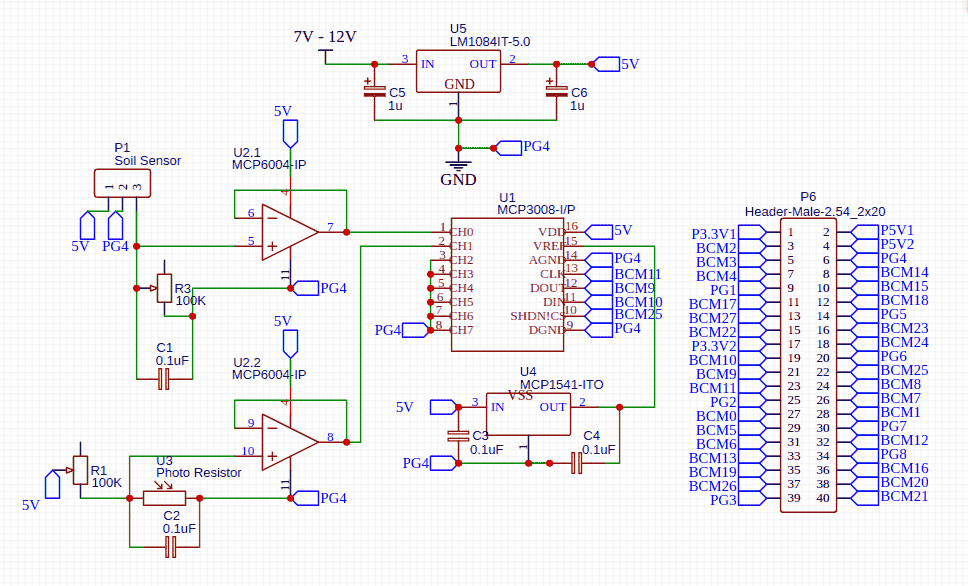 7V - 12V
U5
LM1084IT-5.0
3 IN OUT 2
GND
1
5V
C5
1u
C6
1u
PG4
GND
P1
Soil Sensor
1 2 3
5V PG4
5V
U2.1
MCP6004-IP
4
6
5
7
11
PG4
R3
100K
C1
0.1uF
5V
U2.2
MCP6004-IP
4
9
10
8
11
PG4
R1
100K
5V
U3
Photo Resistor
C2
0.1uF
U1
MCP3008-I/P
1 CH0 VDD 16 5V
2 CH1 VREF 15
3 CH2 AGND 14 PG4
4 CH3 CLK 13 BCM11
5 CH4 DOUT 12 BCM9
6 CH5 DIN 11 BCM10
7 CH6 SHDN!CS 10 BCM25
PG4 8 CH7 DGND 9 PG4
U4
MCP1541-ITO
VSS
5V 3 IN OUT 2
1
C3
0.1uF
C4
0.1uF
PG4
P6
Header-Male-2.54_2x20
P3.3V1 1 2 P5V1
BCM2 3 4 P5V2
BCM3 5 6 PG4
BCM4 7 8 BCM14
PG1 9 10 BCM15
BCM17 11 12 BCM18
BCM27 13 14 PG5
BCM22 15 16 BCM23
P3.3V2 17 18 BCM24
BCM10 19 20 PG6
BCM9 21 22 BCM25
BCM11 23 24 BCM8
PG2 25 26 BCM7
BCM0 27 28 BCM1
BCM5 29 30 PG7
BCM6 31 32 BCM12
BCM13 33 34 PG8
BCM19 35 36 BCM16
BCM26 37 38 BCM20
PG3 39 40 BCM21